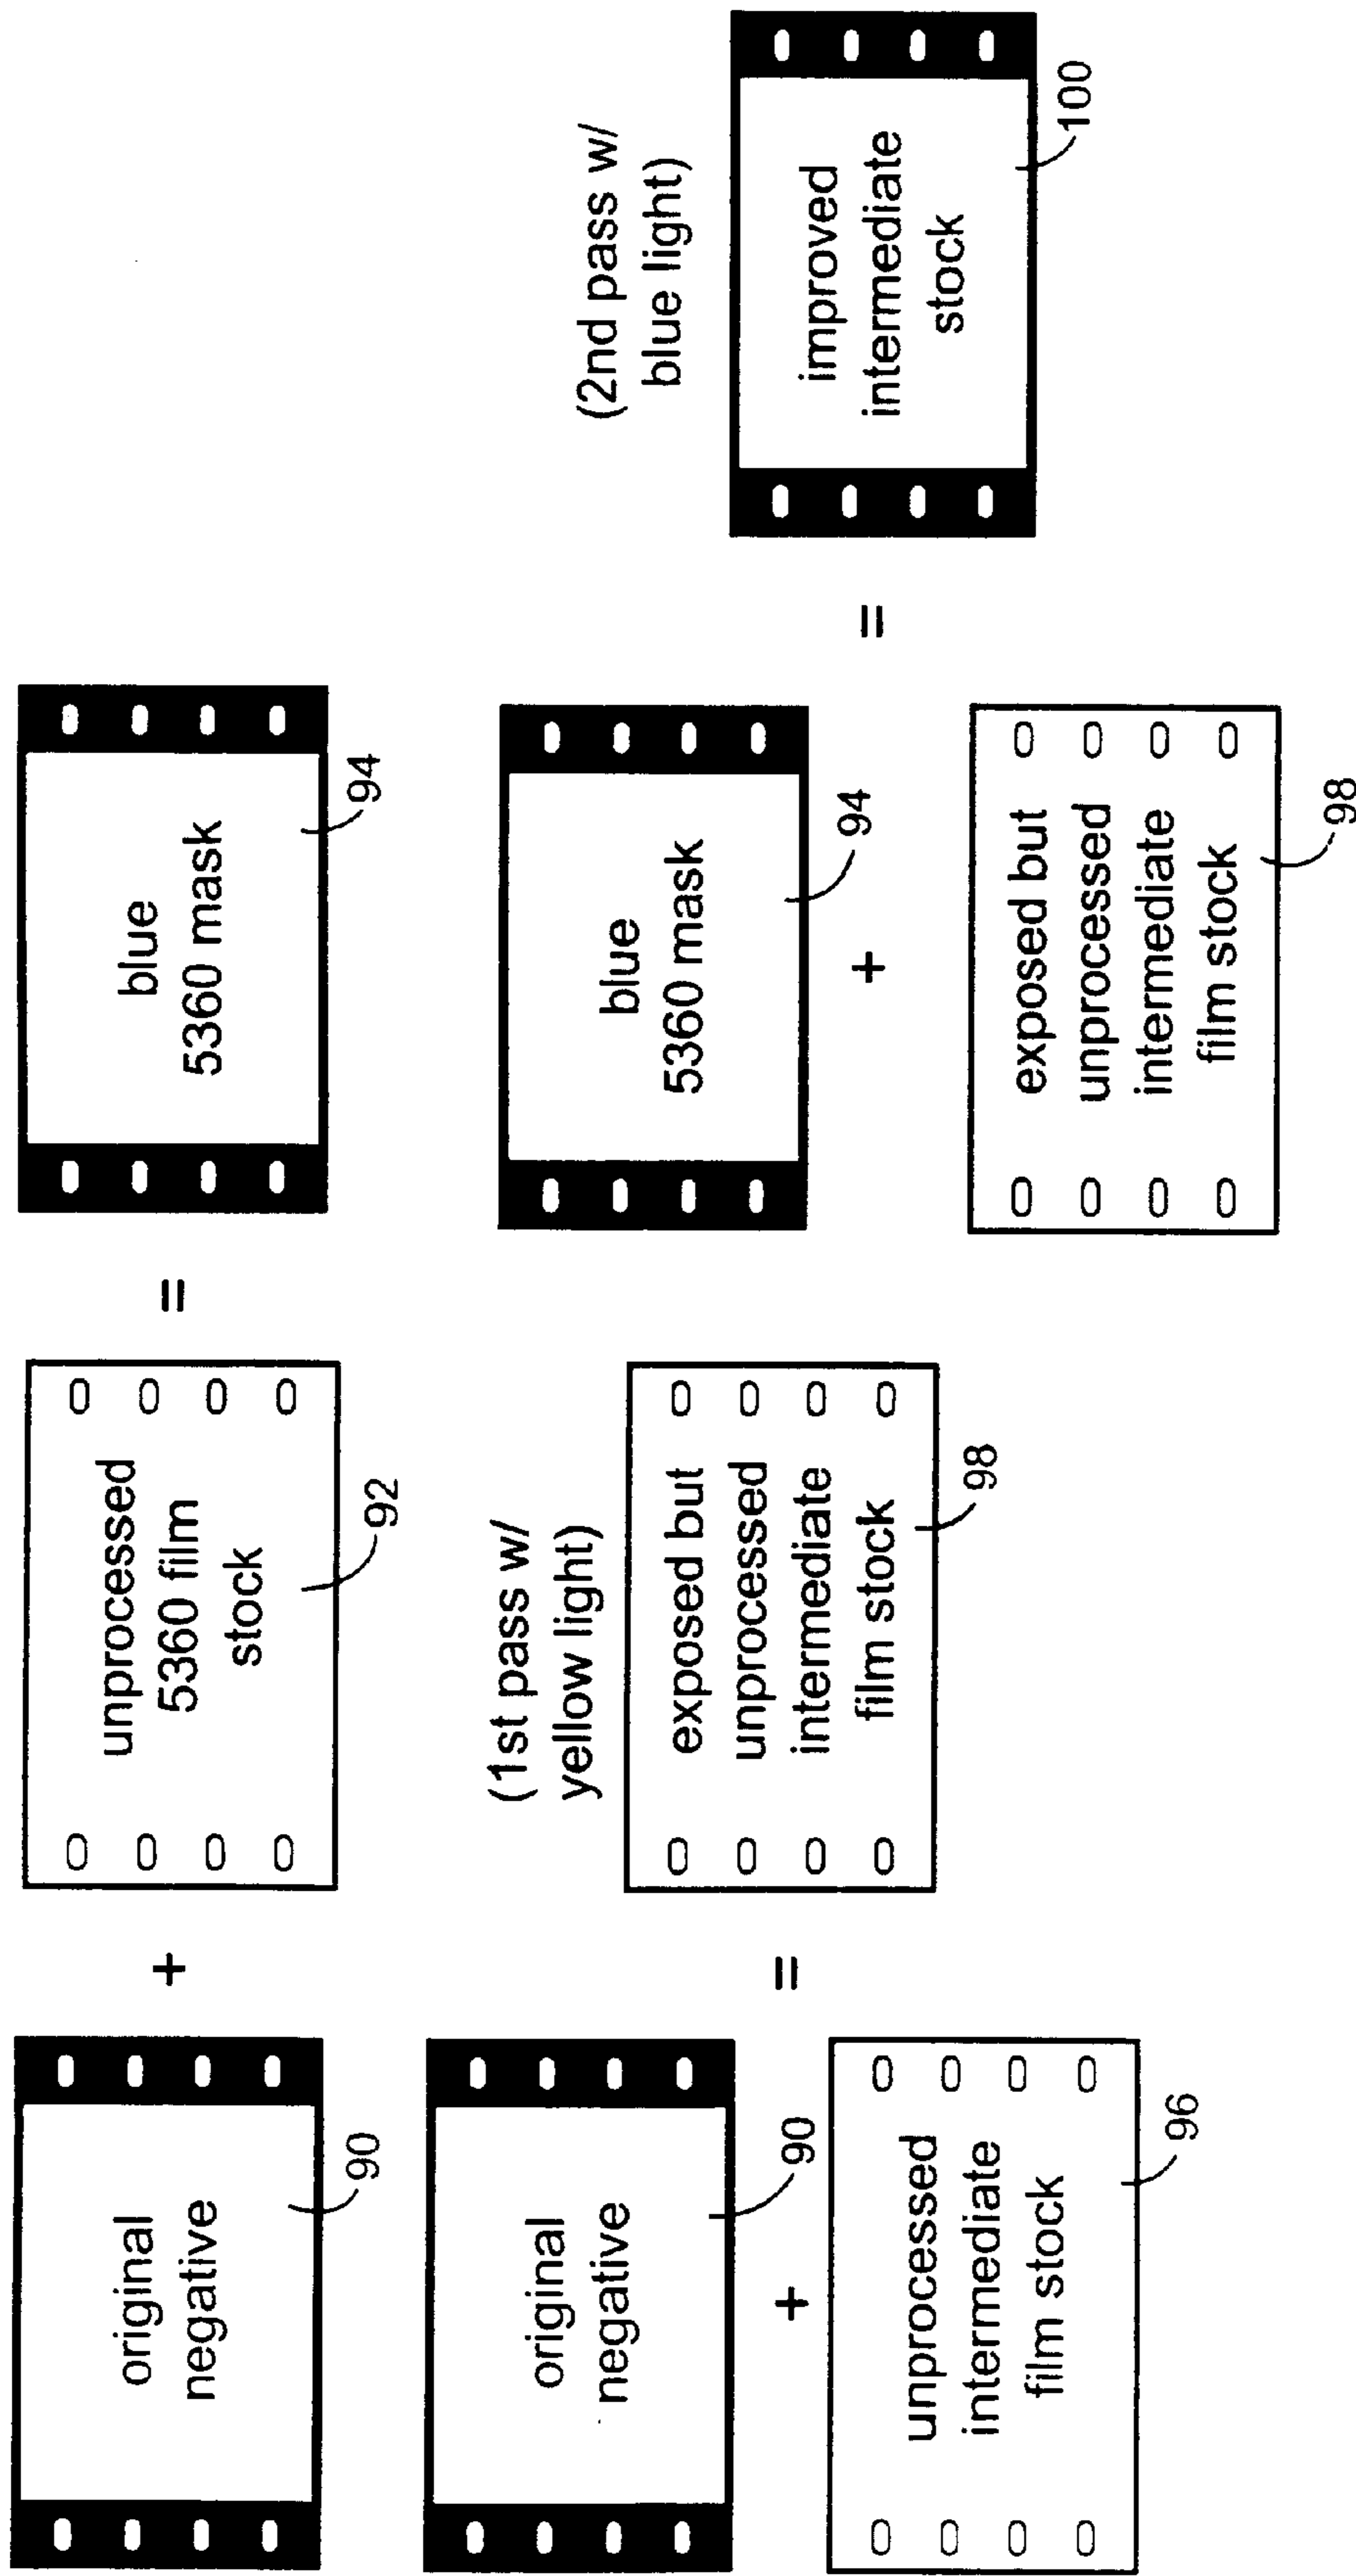 original
negative
90
+
unprocessed
5360 film
stock
92
=
blue
5360 mask
94
original
negative
90
+
unprocessed
intermediate
film stock
96
=
(1st pass w/
yellow light)
exposed but
unprocessed
intermediate
film stock
98
blue
5360 mask
94
+
exposed but
unprocessed
intermediate
film stock
98
=
(2nd pass w/
blue light)
improved
intermediate
stock
100